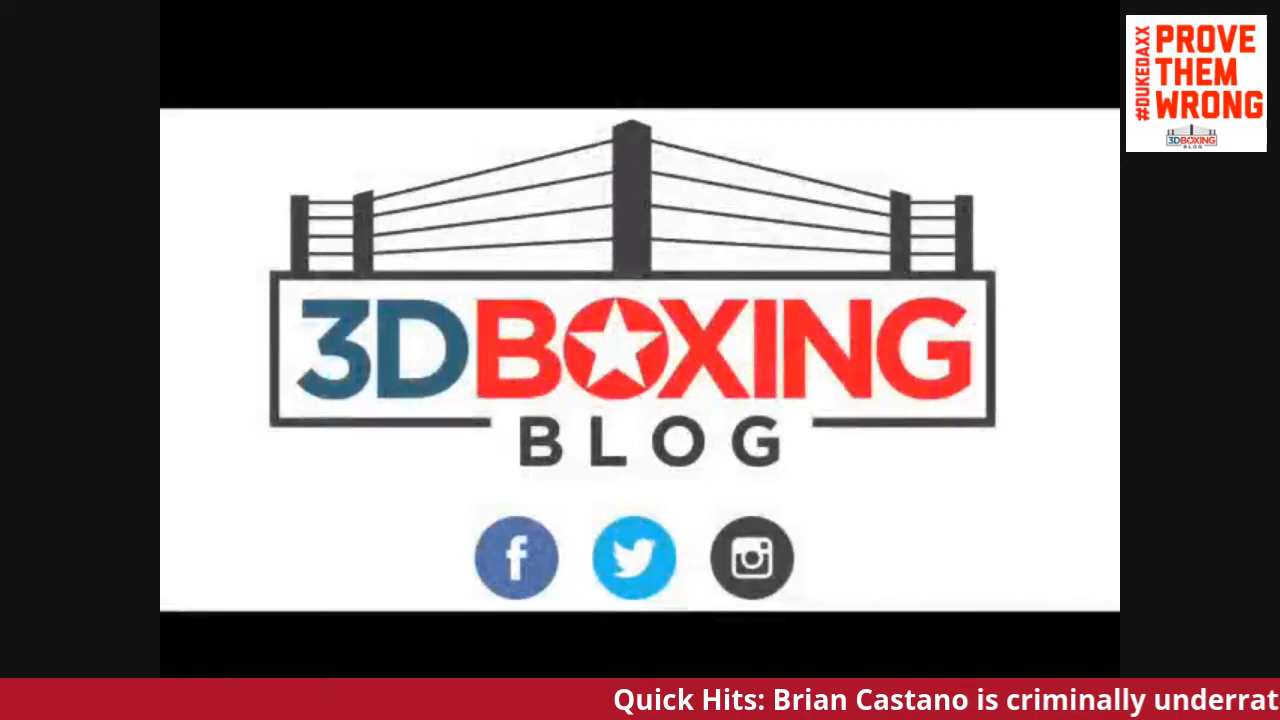 #DUKEDAXX
PROVE
THEM
WRONG
3DBOXING
BLOG
3DBOXING
BLOG
f
Quick Hits: Brian Castano is criminally underrat